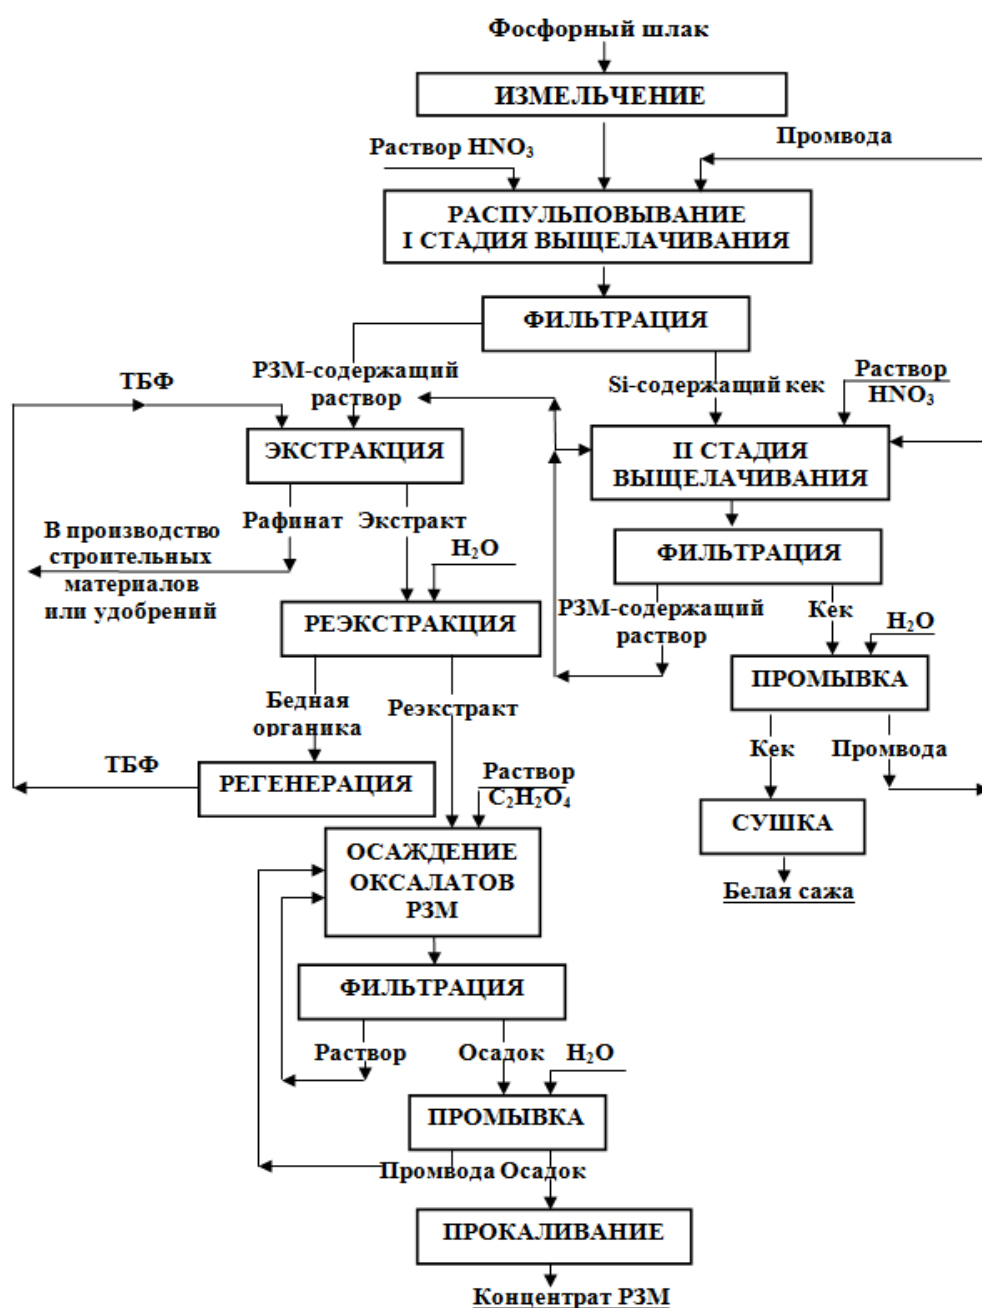 Фосфорный шлак
ИЗМЕЛЬЧЕНИЕ
Раствор HNO₃
Промвода
РАСПУЛЬПОВЫВАНИЕ
I СТАДИЯ ВЫЩЕЛАЧИВАНИЯ
ФИЛЬТРАЦИЯ
ТБФ
РЗМ-содержащий
раствор
Si-содержащий кек
Раствор
HNO₃
ЭКСТРАКЦИЯ
II СТАДИЯ
ВЫЩЕЛАЧИВАНИЯ
Рафинат
Экстракт
В производство
строительных
материалов
или удобрений
H₂O
ФИЛЬТРАЦИЯ
РЕЭКСТРАКЦИЯ
РЗМ-содержащий
раствор
Кек
H₂O
ПРОМЫВКА
Бедная
органика
Реэкстракт
Кек
Промвода
ТБФ
РЕГЕНЕРАЦИЯ
Раствор
C₂H₂O₄
СУШКА
Белая сажа
ОСАЖДЕНИЕ
ОКСАЛАТОВ
РЗМ
ФИЛЬТРАЦИЯ
Раствор
Осадок
H₂O
ПРОМЫВКА
Промвода
Осадок
ПРОКАЛИВАНИЕ
Концентрат РЗМ